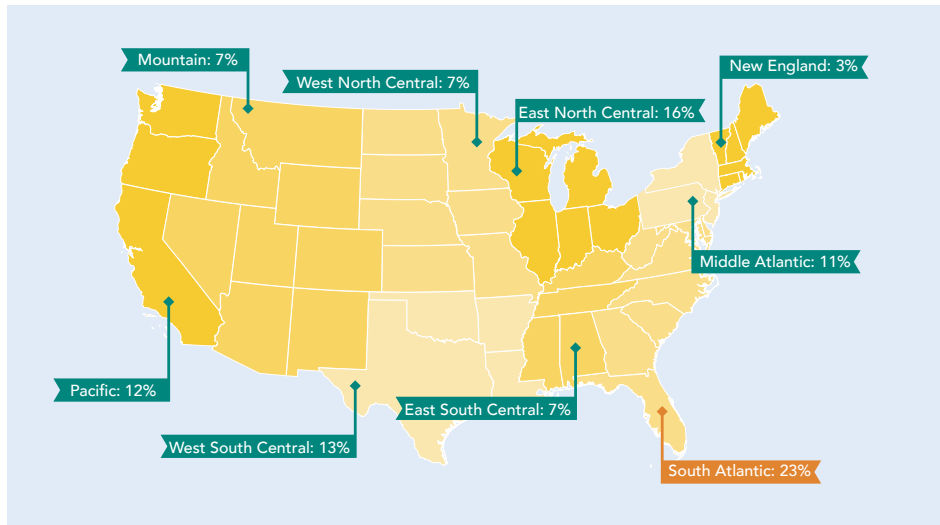 Mountain: 7%
New England: 3%
West North Central: 7%
East North Central: 16%
Middle Atlantic: 11%
Pacific: 12%
East South Central: 7%
West South Central: 13%
South Atlantic: 23%